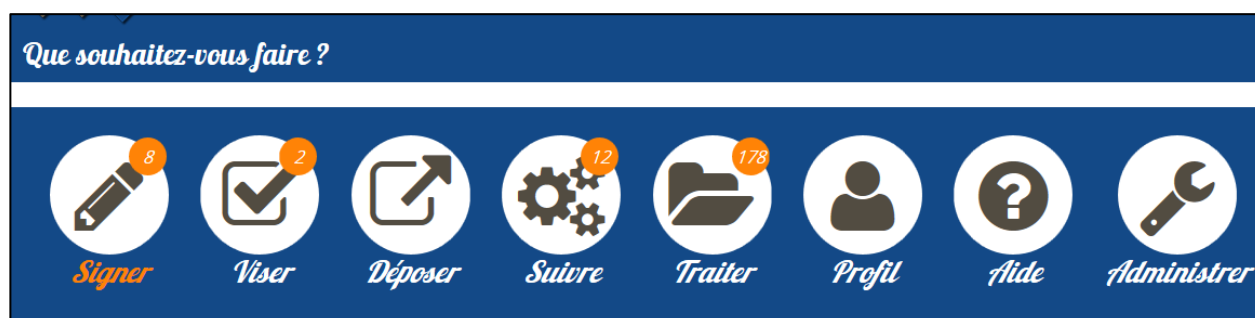 Que souhaitez-vous faire ?
8 2 12 178
Signer Viser Déposer Suivre Traiter Profil Aide Administrer